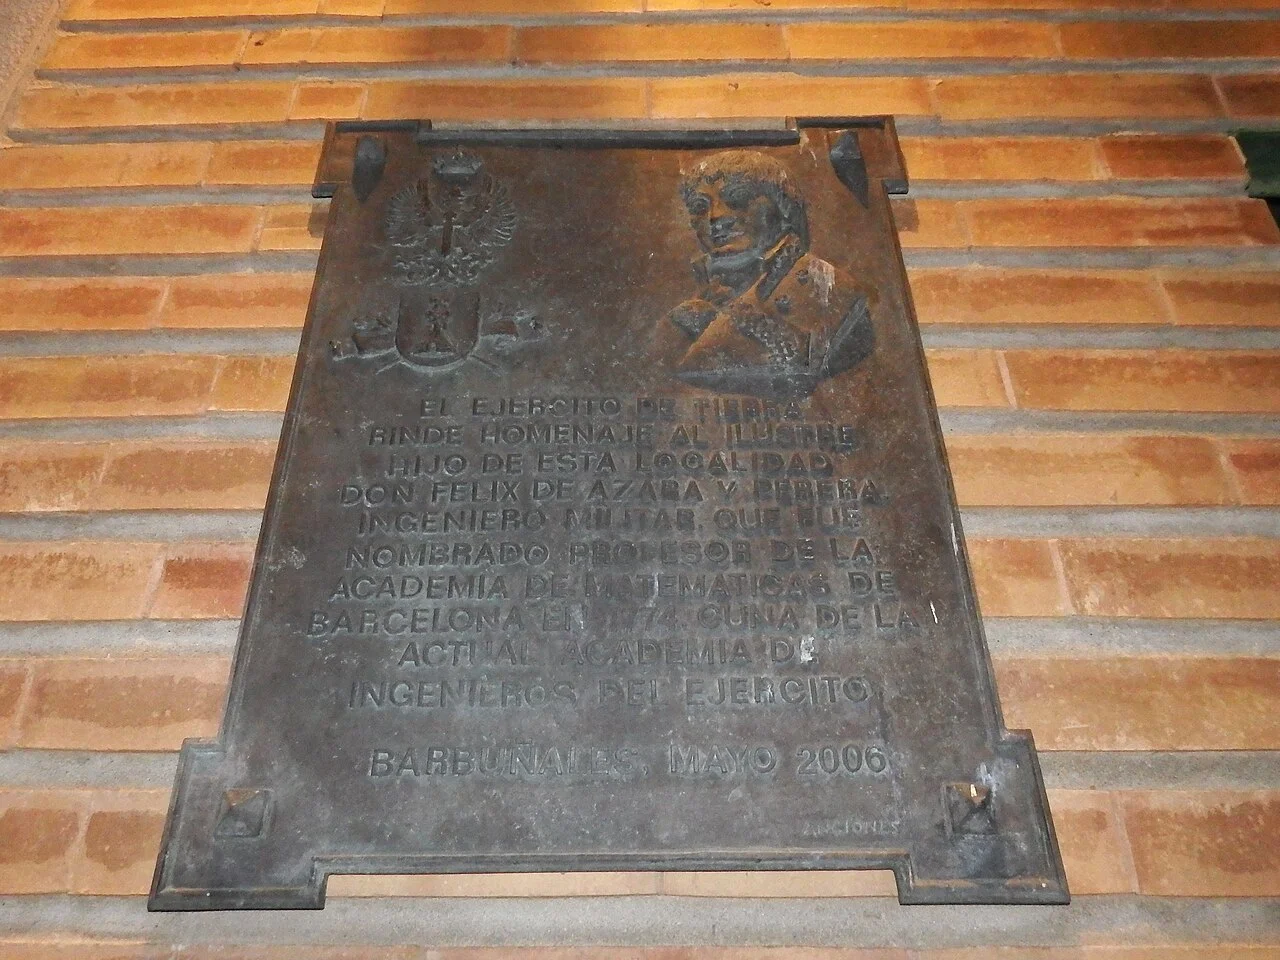 EL EJERCITO DE TIERRA
RINDE HOMENAJE AL ILUSTRE
HIJO DE ESTA LOCALIDAD
DON FELIX DE AZARA Y PERERA,
INGENIERO MILITAR, QUE FUE
NOMBRADO PROFESOR DE LA
ACADEMÍA DE MATEMATICAS DE
BARCELONA EN 1774, CUNA DE LA
ACTUAL ACADEMIA DE
INGENIEROS DEL EJERCITO.
BARBUÑALES, MAYO 2006